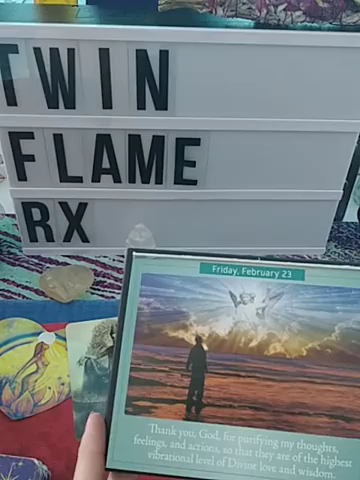 TWIN
FLAME
RX
Friday, February 23
Thank you, God, for purifying my thoughts,
feelings, and actions, so that they are of the highest
vibrational level of Divine love and wisdom.